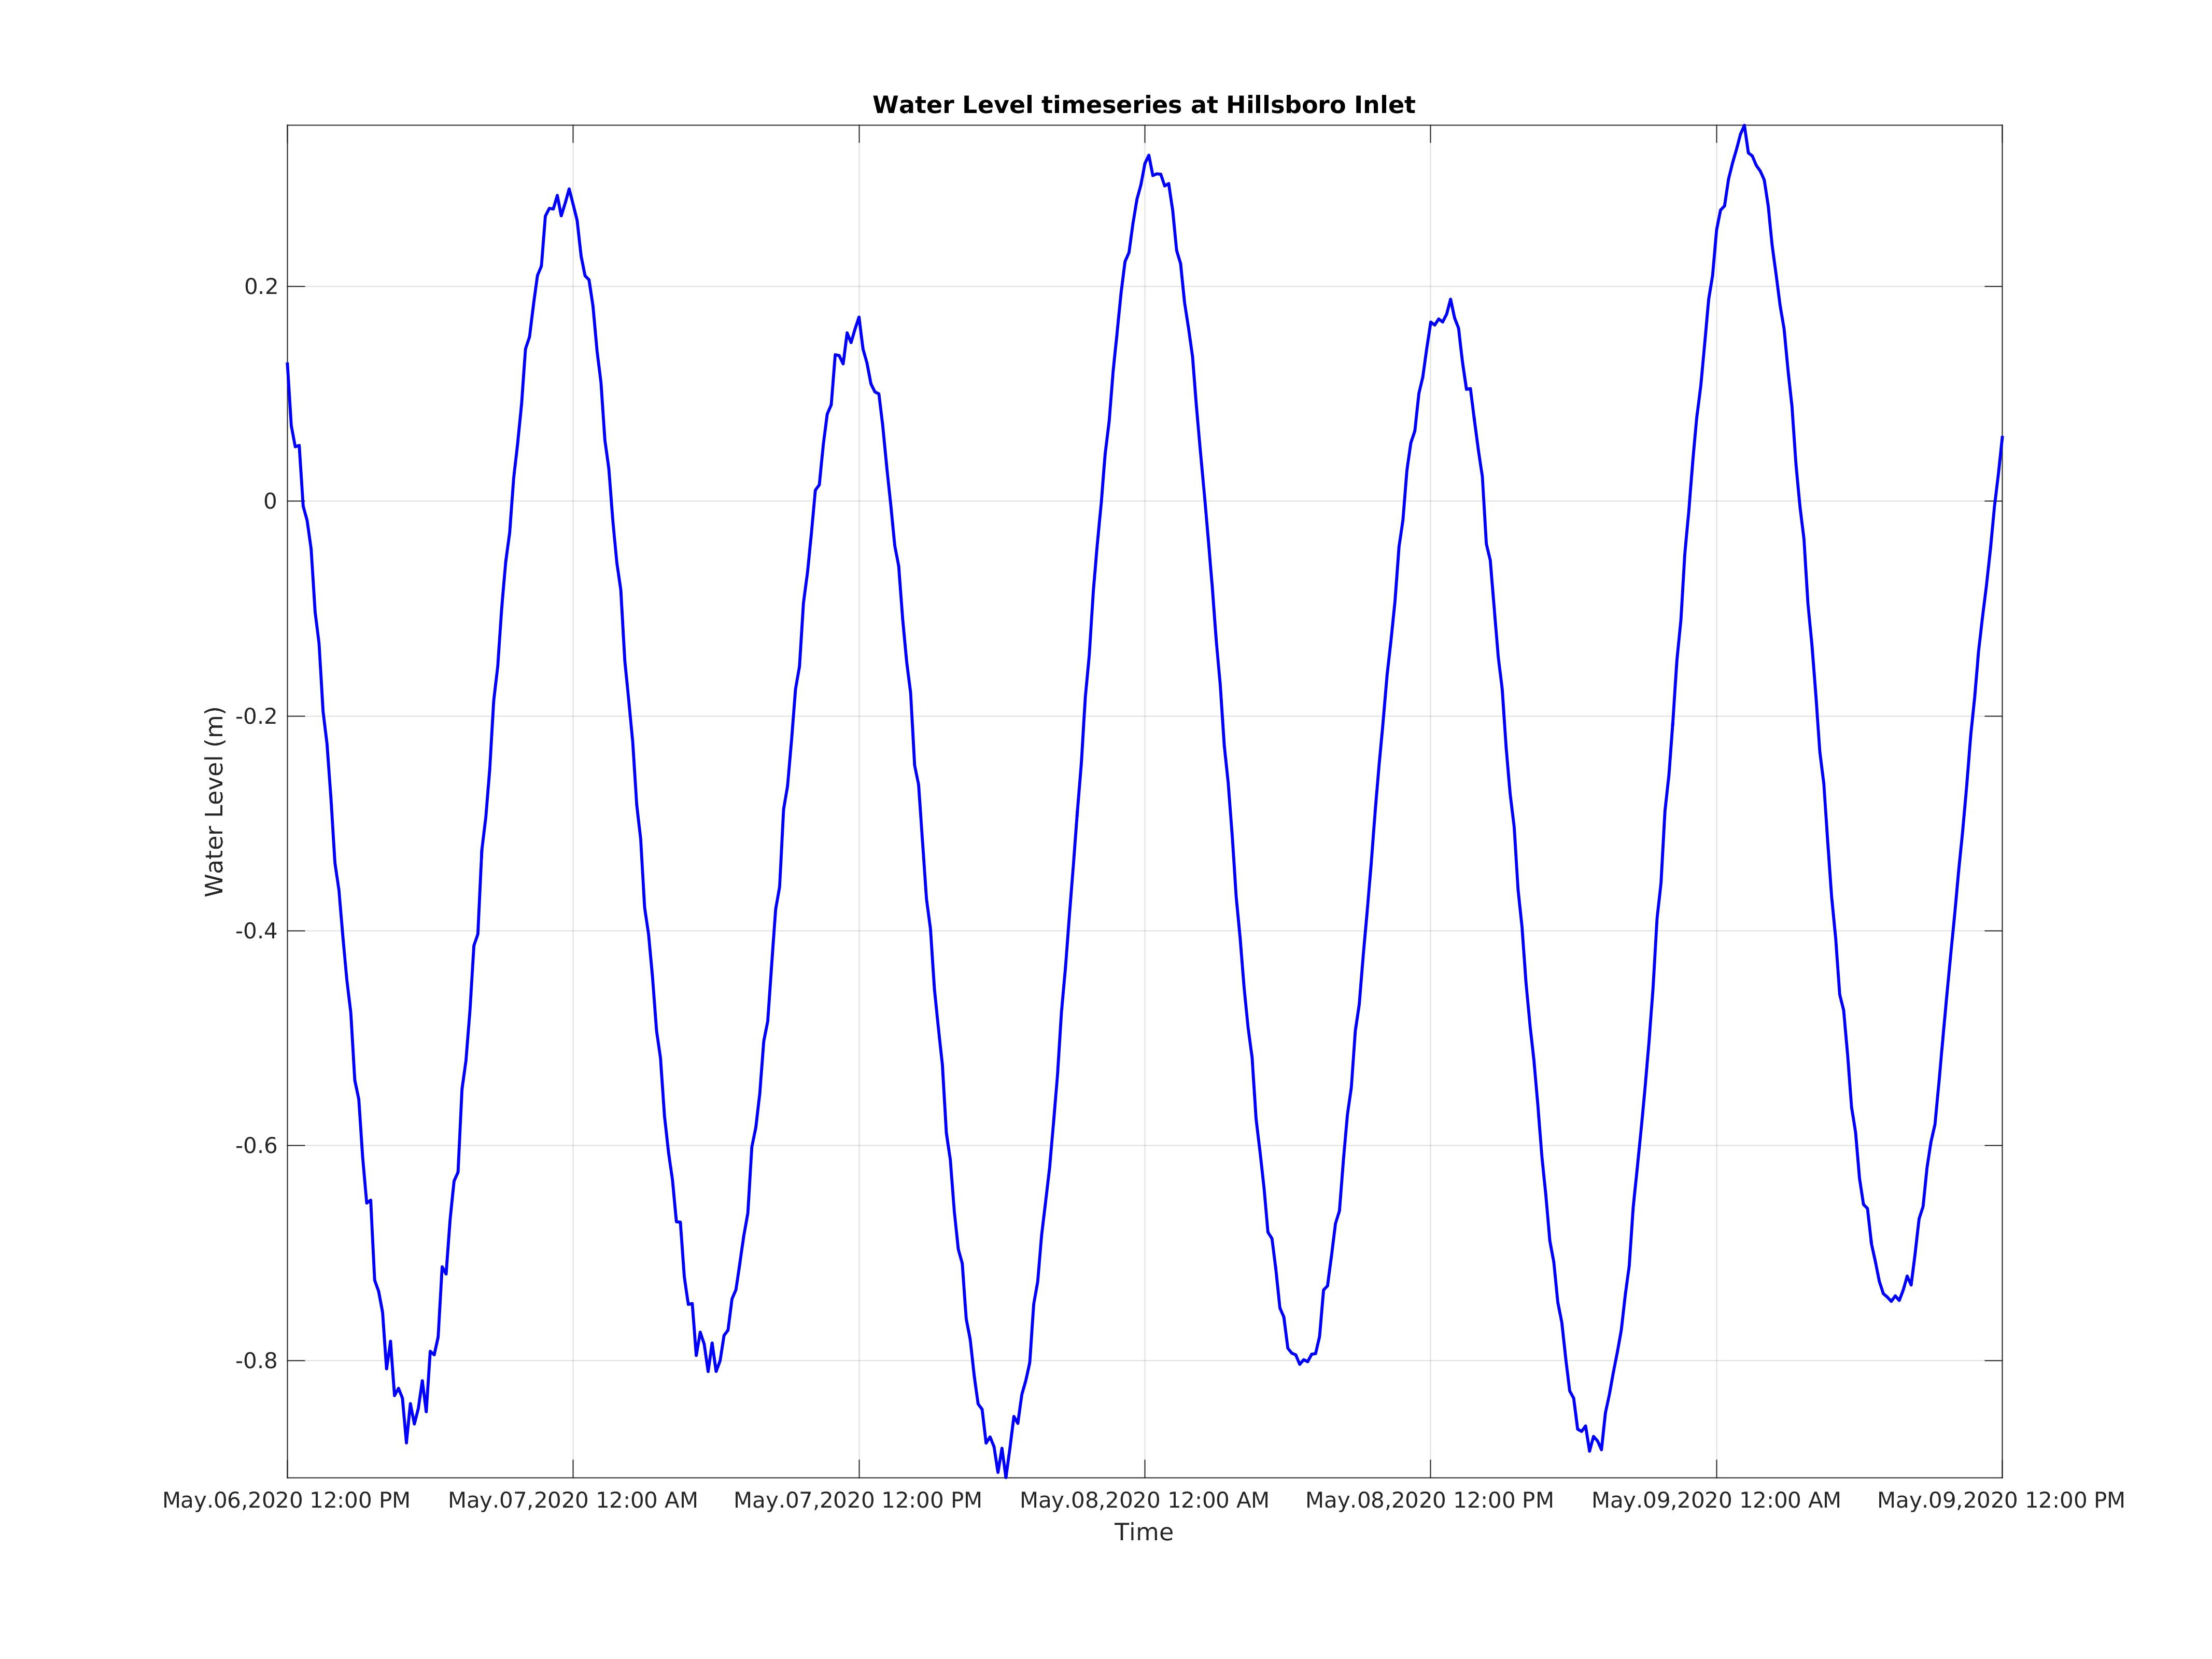 Water Level timeseries at Hillsboro Inlet
0.2
0
-0.2
-0.4
-0.6
-0.8
Water Level (m)
May.06,2020 12:00 PM May.07,2020 12:00 AM May.07,2020 12:00 PM May.08,2020 12:00 AM May.08,2020 12:00 PM May.09,2020 12:00 AM May.09,2020 12:00 PM
Time